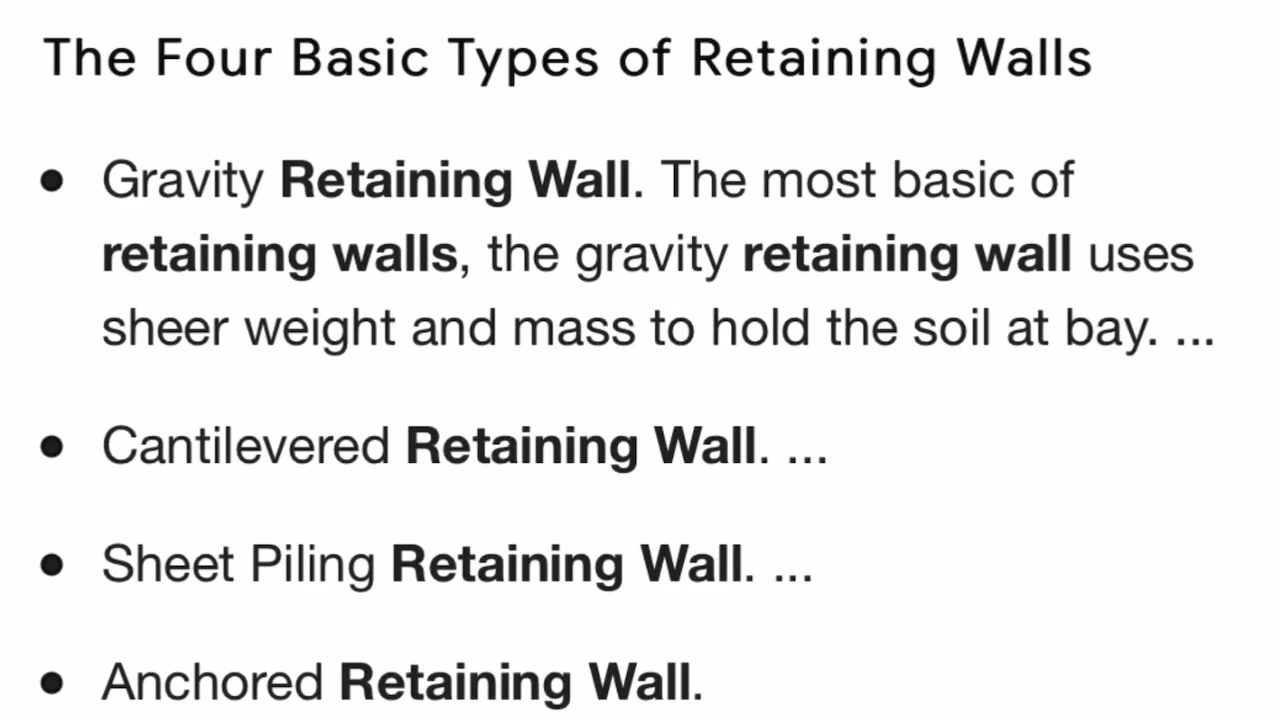 The Four Basic Types of Retaining Walls
● Gravity Retaining Wall. The most basic of
retaining walls, the gravity retaining wall uses
sheer weight and mass to hold the soil at bay. ...
● Cantilevered Retaining Wall. ...
● Sheet Piling Retaining Wall. ...
● Anchored Retaining Wall.